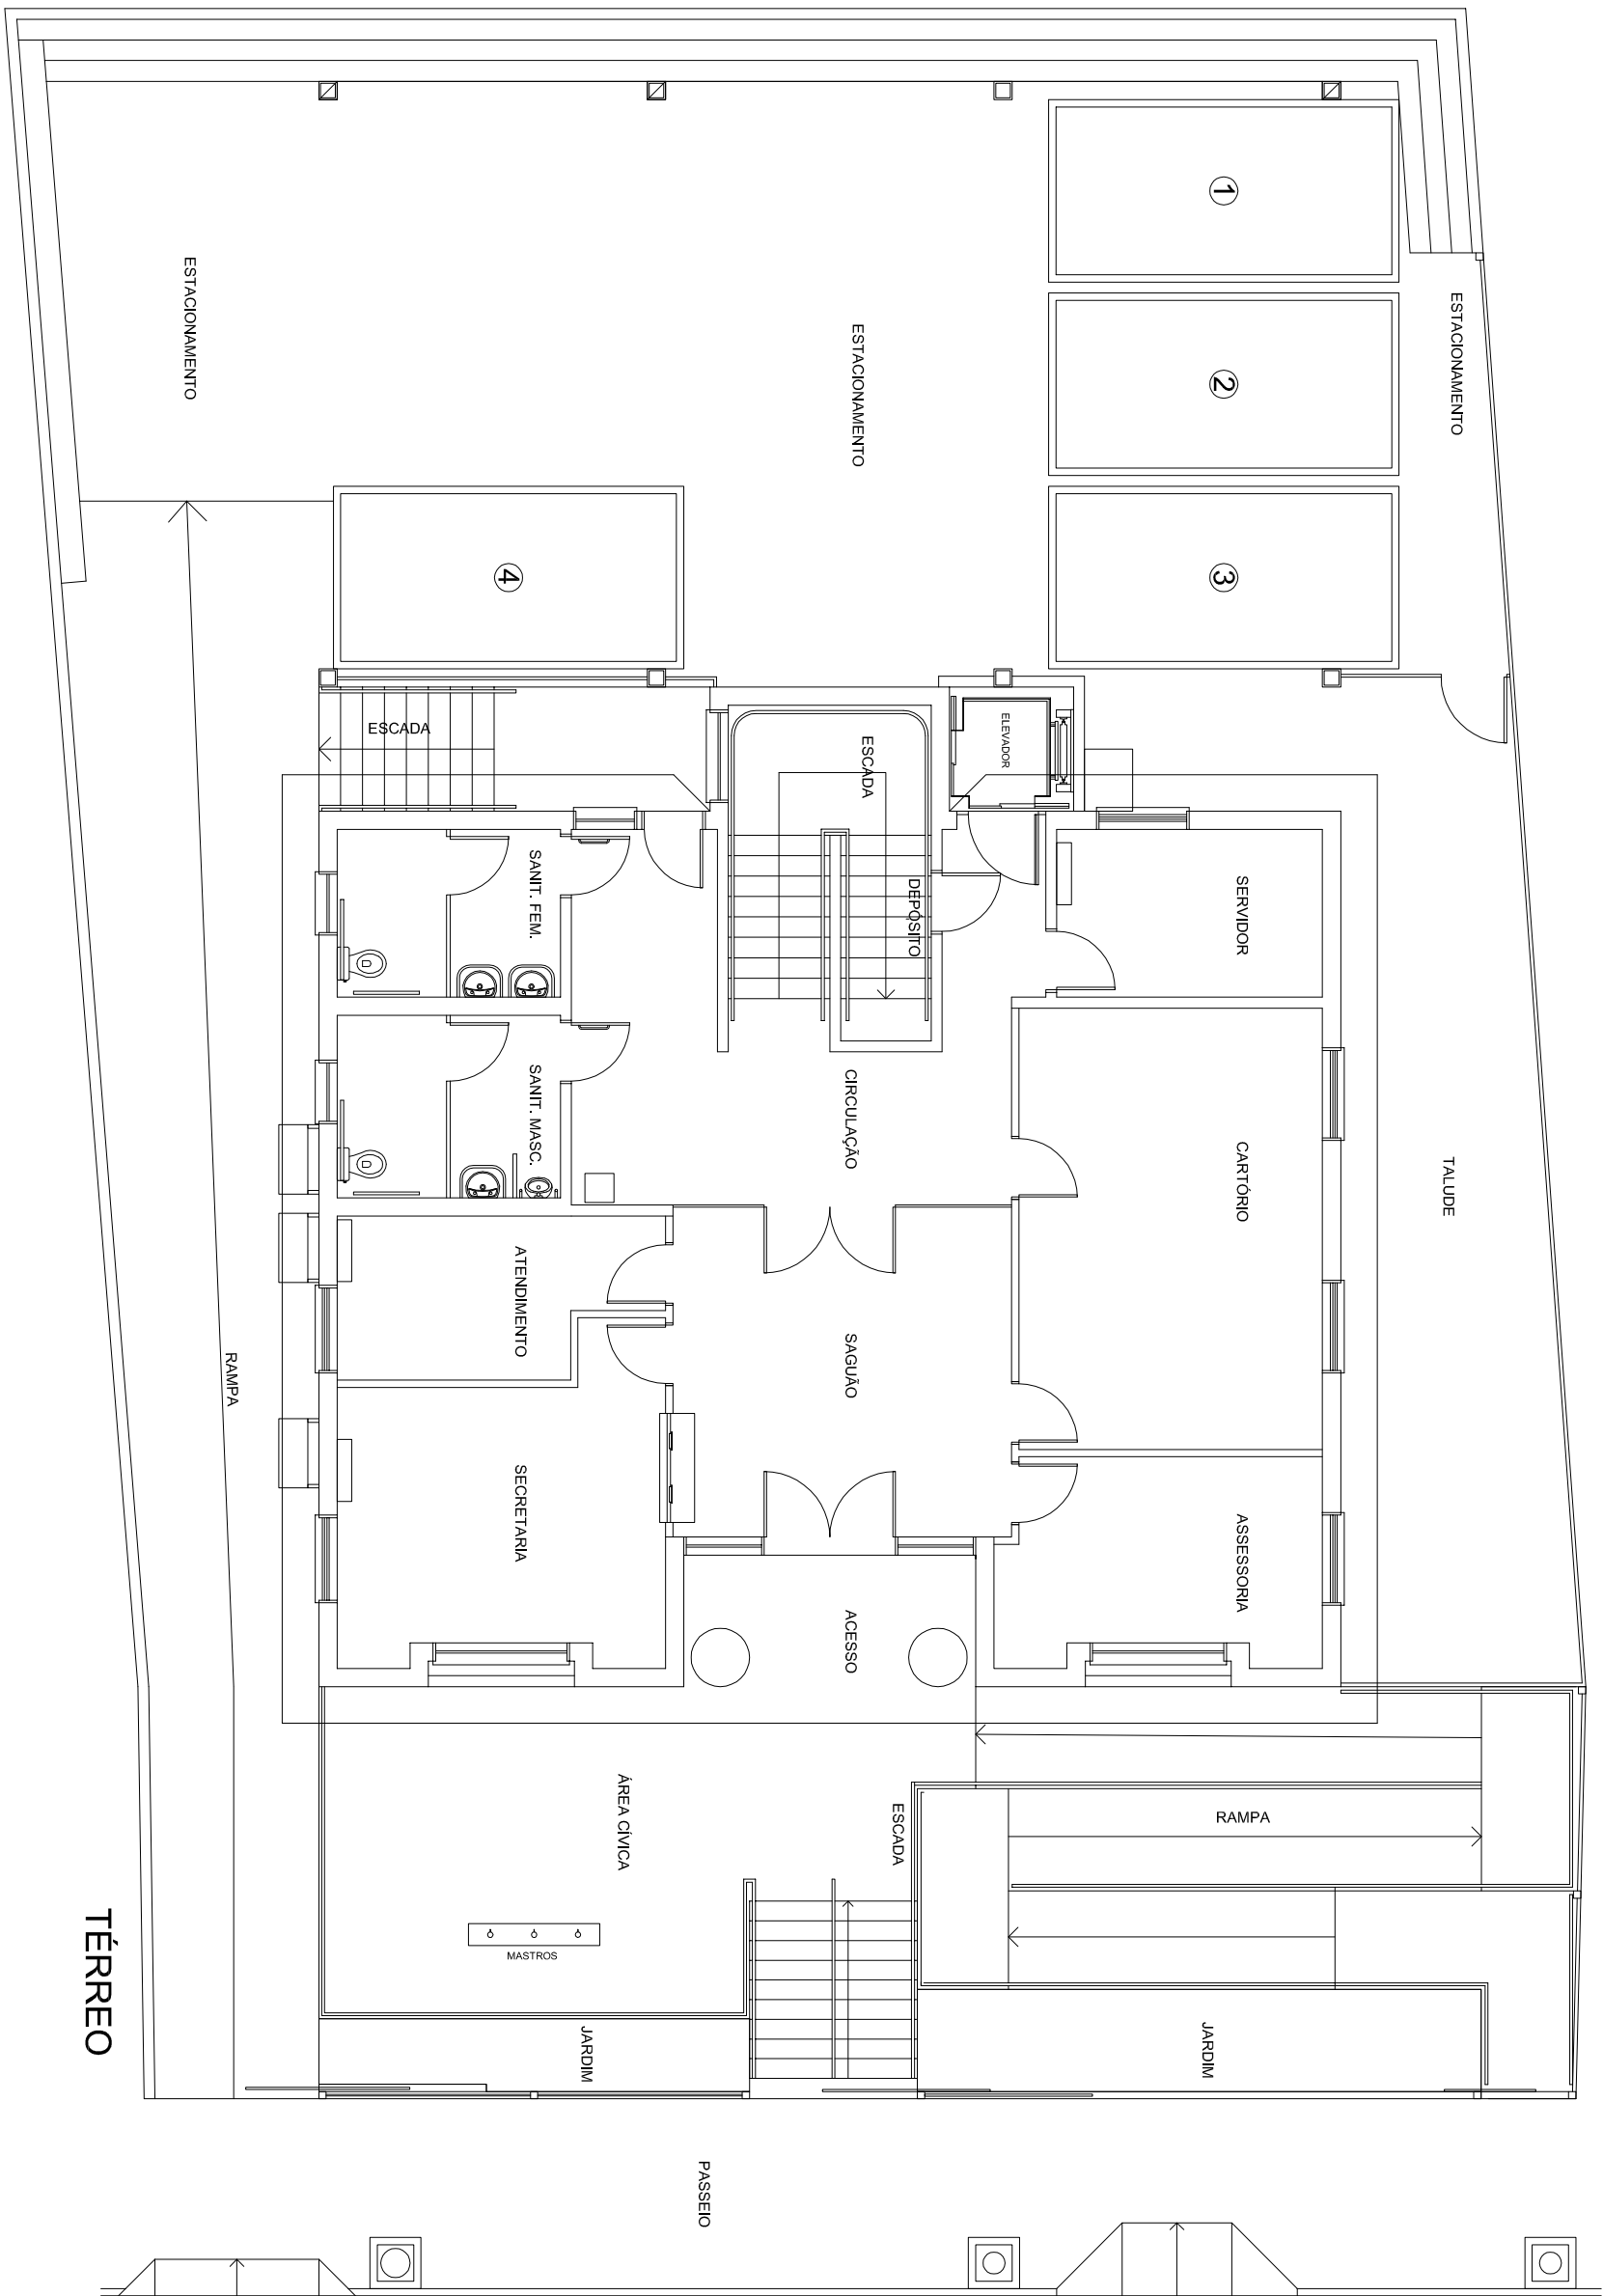 ESTACIONAMENTO
①
②
③
ESTACIONAMENTO
ESTACIONAMENTO
④
TALUDE
SERVIDOR
CARTÓRIO
ASSESSORIA
RAMPA
JARDIM
ELEVADOR
DEPÓSITO
ESCADA
CIRCULAÇÃO
SAGUÃO
ACESSO
ESCADA
ÁREA CÍVICA
SANIT. FEM.
SANIT. MASC.
ATENDIMENTO
SECRETARIA
MASTROS
JARDIM
PASSEIO
ESCADA
RAMPA
TÉRREO